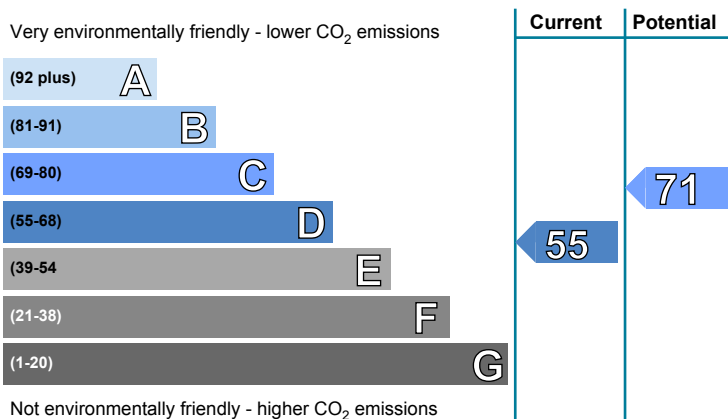 Current Potential
Very environmentally friendly - lower CO2 emissions
(92 plus) A
(81-91) B
(69-80) C
71
(55-68) D
55
(39-54 E
(21-38) F
(1-20) G
Not environmentally friendly - higher CO2 emissions